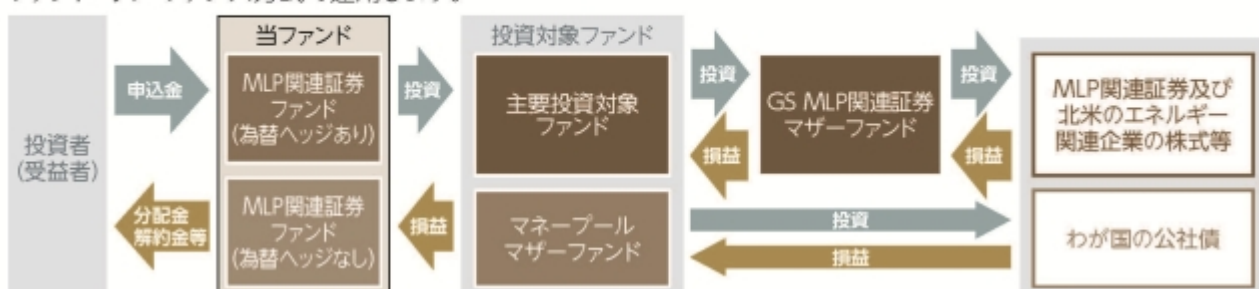 投資者
(受益者)
申込金
分配金
解約金等
当ファンド
MLP関連証券
ファンド
(為替ヘッジあり)
MLP関連証券
ファンド
(為替ヘッジなし)
投資
損益
投資対象ファンド
主要投資対象
ファンド
マネープール
マザーファンド
投資
損益
GS MLP関連証券
マザーファンド
投資
損益
投資
損益
MLP関連証券及び
北米のエネルギー
関連企業の株式等
わが国の公社債